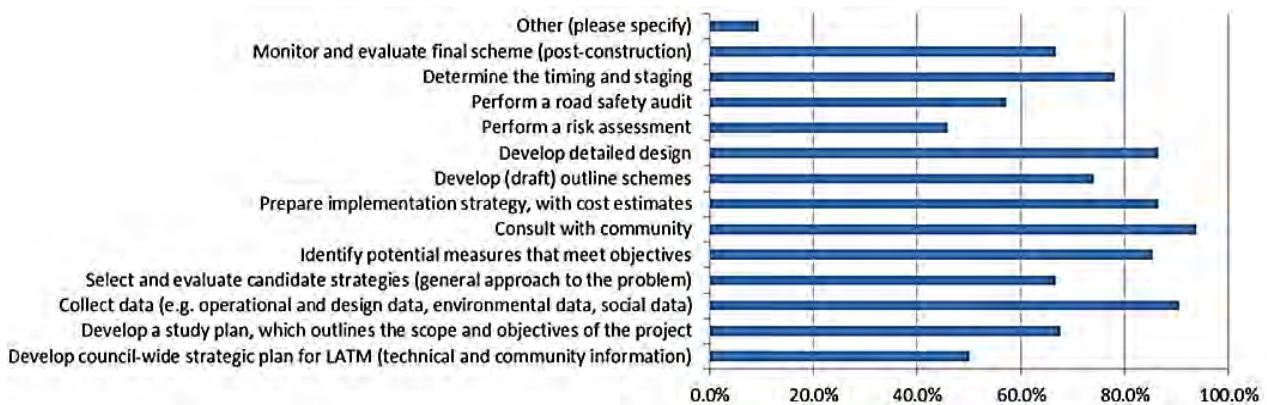 Other (please specify)
Monitor and evaluate final scheme (post-construction)
Determine the timing and staging
Perform a road safety audit
Perform a risk assessment
Develop detailed design
Develop (draft) outline schemes
Prepare implementation strategy, with cost estimates
Consult with community
Identify potential measures that meet objectives
Select and evaluate candidate strategies (general approach to the problem)
Collect data (e.g. operational and design data, environmental data, social data)
Develop a study plan, which outlines the scope and objectives of the project
Develop council-wide strategic plan for LATM (technical and community information)
0.0% 20.0% 40.0% 60.0% 80.0% 100.0%